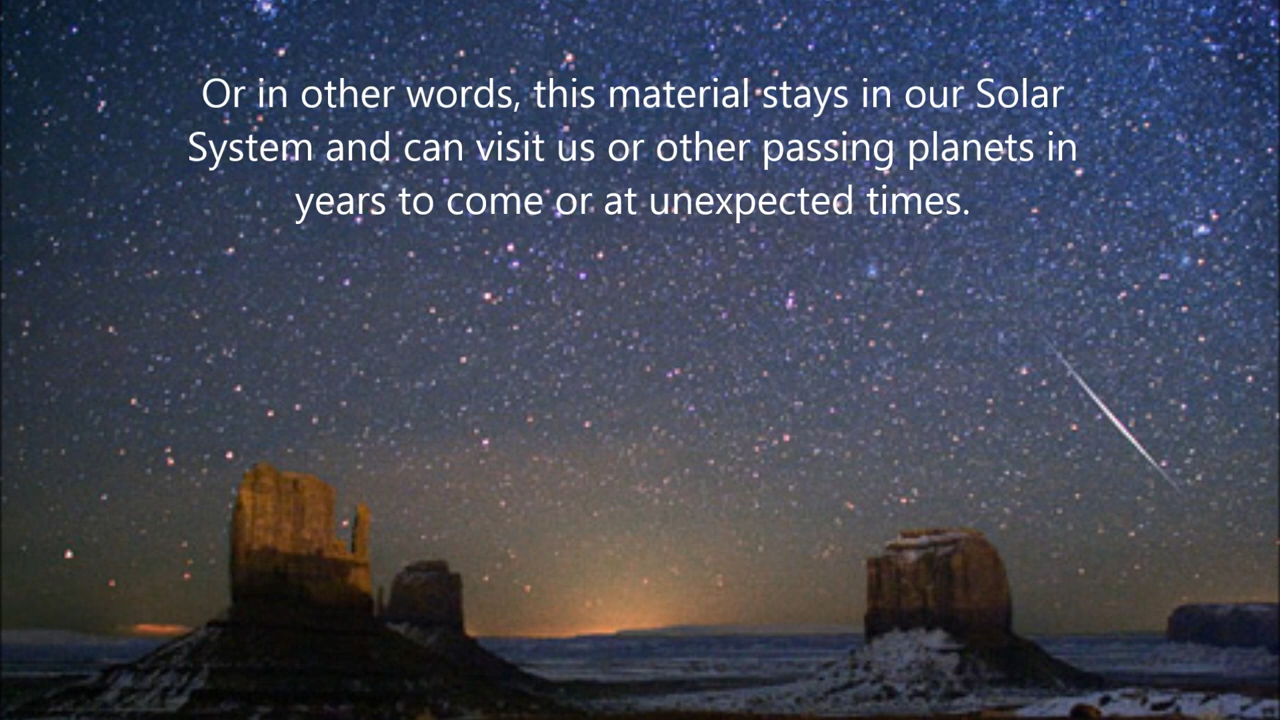 Or in other words, this material stays in our Solar
System and can visit us or other passing planets in
years to come or at unexpected times.